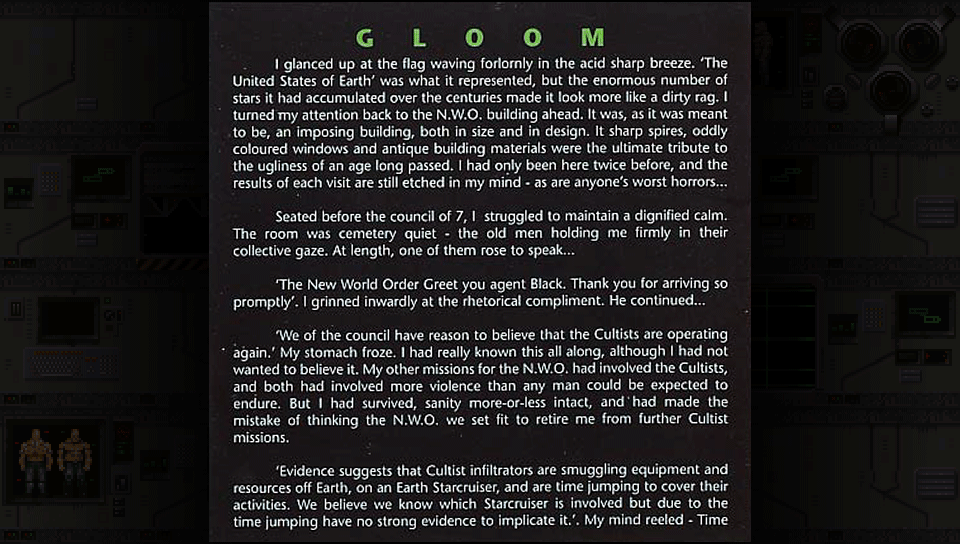 G L O O M
I glanced up at the flag waving forlornly in the acid sharp breeze. 'The
United States of Earth' was what it represented, but the enormous number of
stars it had accumulated over the centuries made it look more like a dirty rag. I
turned my attention back to the N.W.O. building ahead. It was, as it was meant
to be, an imposing building, both in size and in design. It sharp spires, oddly
coloured windows and antique building materials were the ultimate tribute to
the ugliness of an age long passed. I had only been here twice before, and the
results of each visit are still etched in my mind - as are anyone's worst horrors...
Seated before the council of 7, I struggled to maintain a dignified calm.
The room was cemetery quiet - the old men holding me firmly in their
collective gaze. At length, one of them rose to speak...
'The New World Order Greet you agent Black. Thank you for arriving so
promptly'. I grinned inwardly at the rhetorical compliment. He continued...
'We of the council have reason to believe that the Cultists are operating
again.' My stomach froze. I had really known this all along, although I had not
wanted to believe it. My other missions for the N.W.O. had involved the Cultists,
and both had involved more violence than any man could be expected to
endure. But I had survived, sanity more-or-less intact, and had made the
mistake of thinking the N.W.O. we set fit to retire me from further Cultist
missions.
'Evidence suggests that Cultist infiltrators are smuggling equipment and
resources off Earth, on an Earth Starcruiser, and are time jumping to cover their
activities. We believe we know which Starcruiser is involved but due to the
time jumping have no strong evidence to implicate it.'. My mind reeled - Time